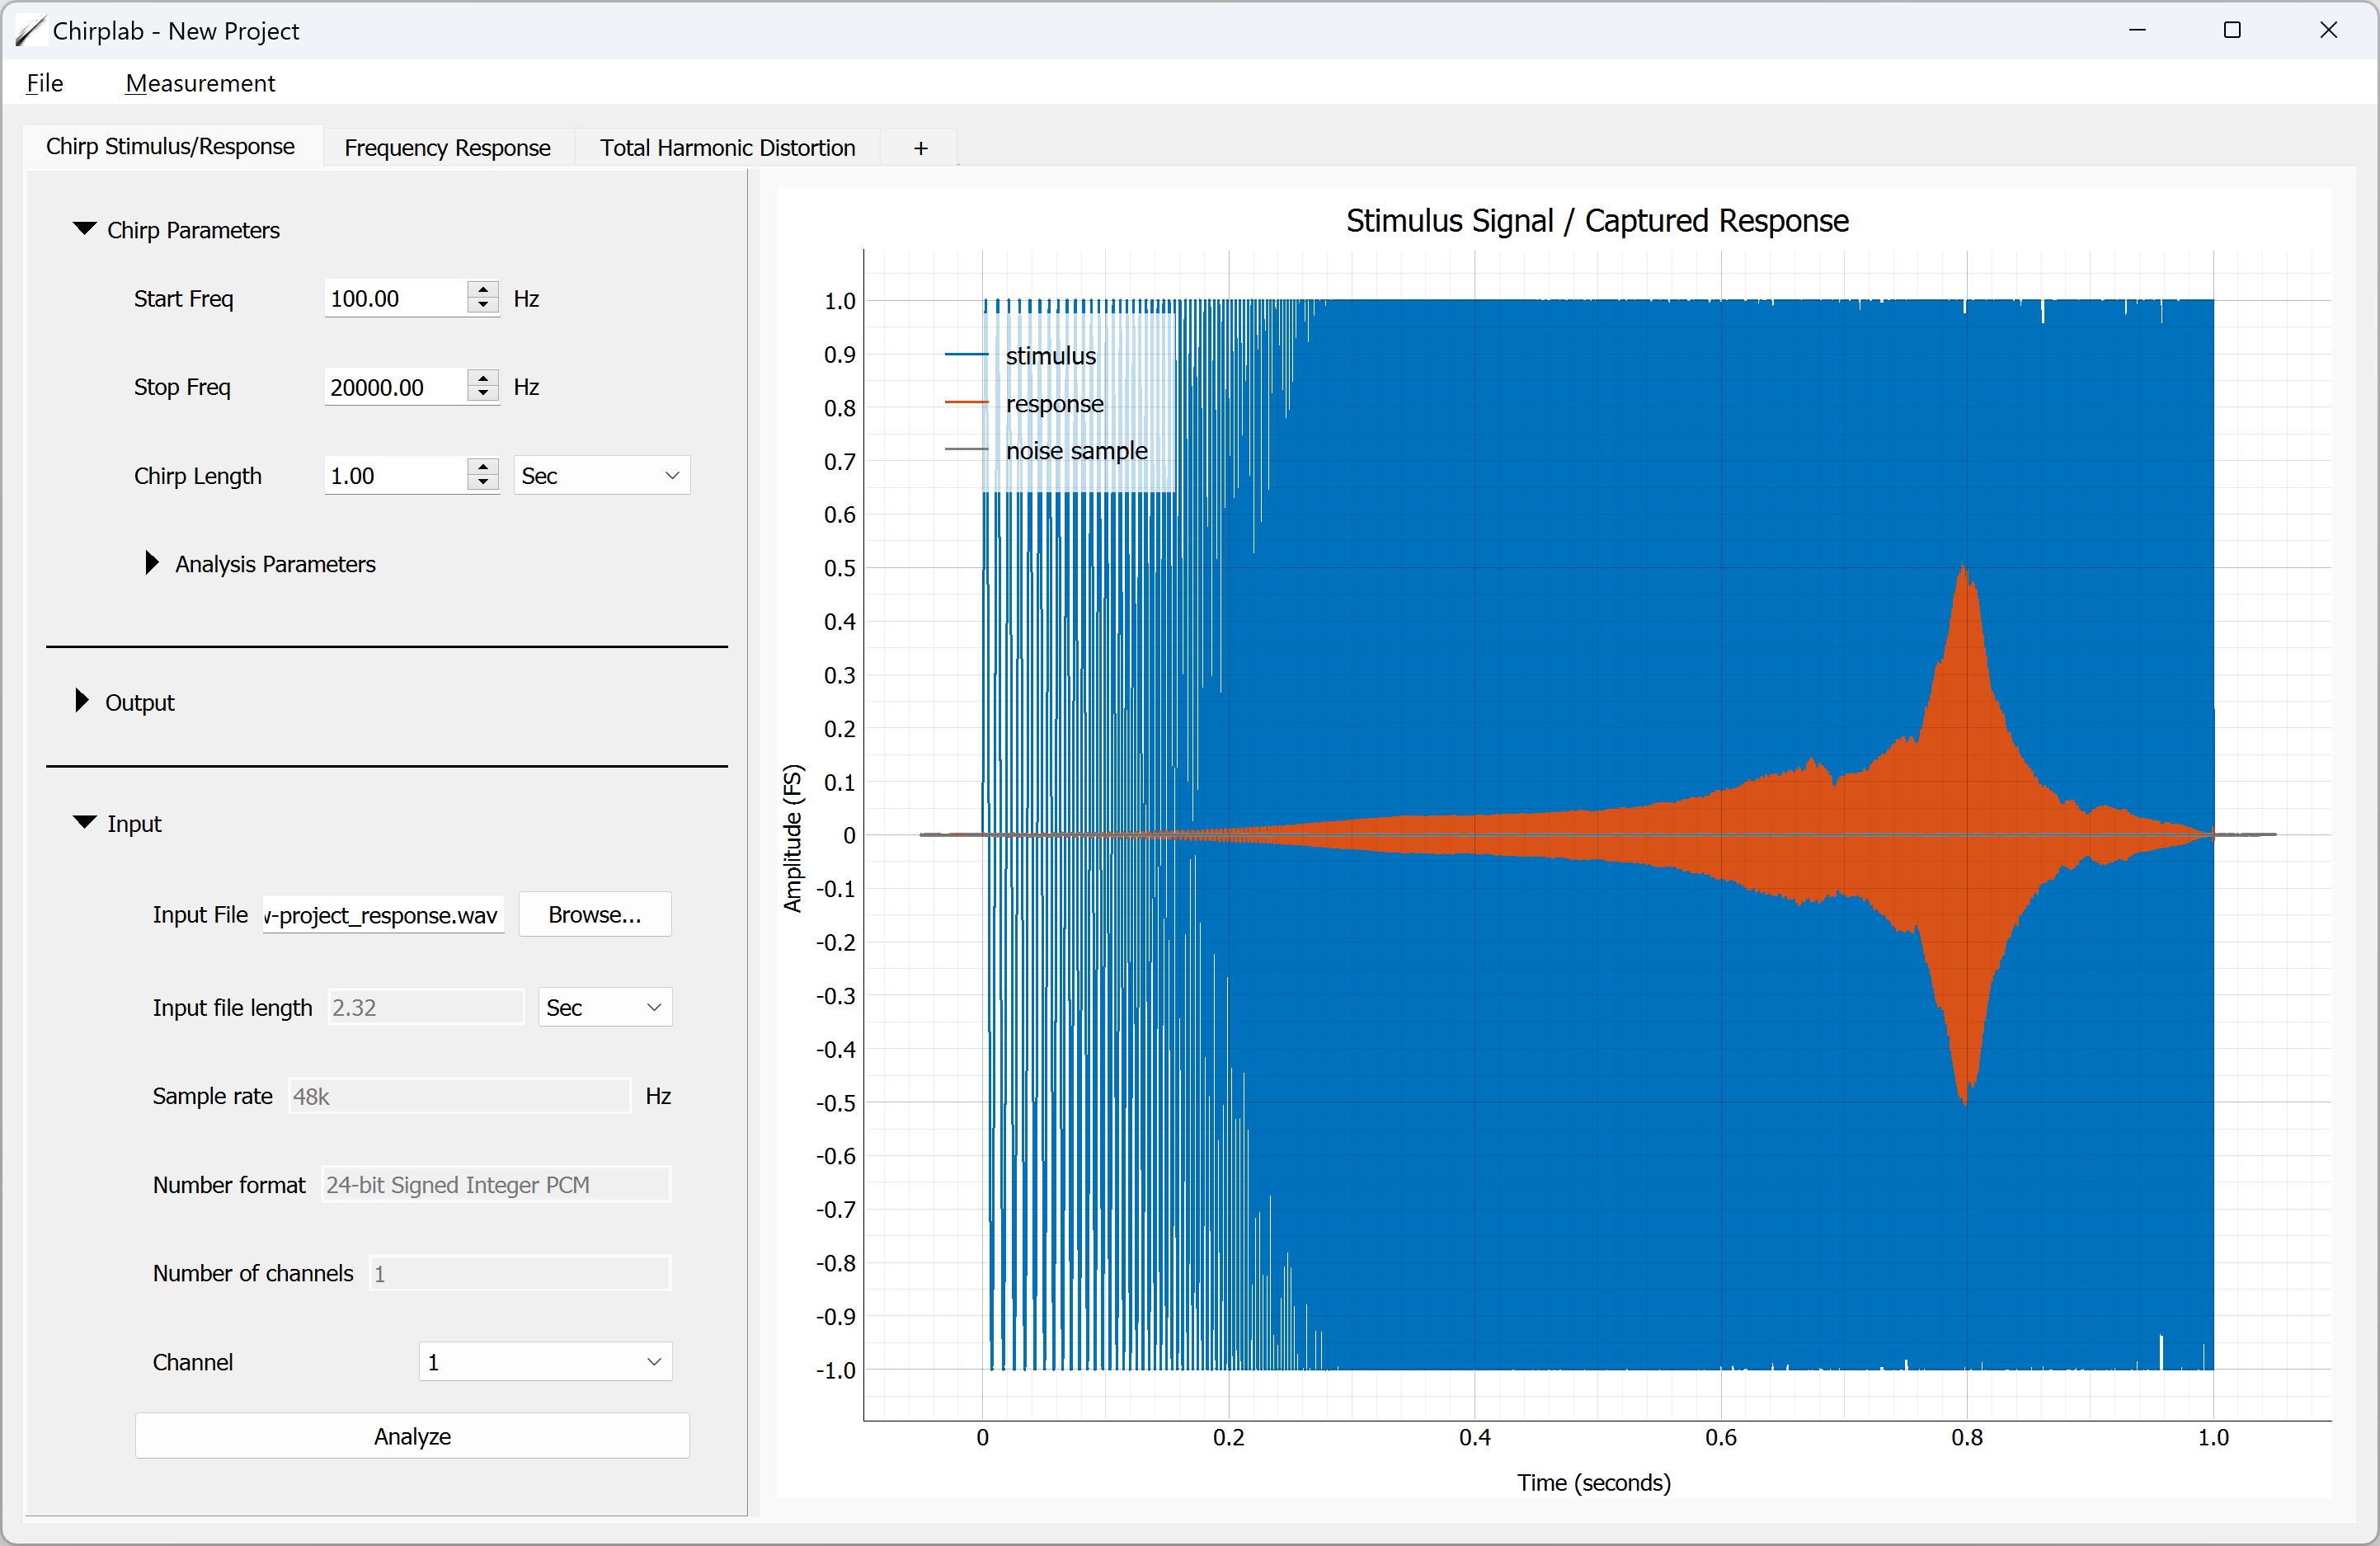 Chirplab - New Project
File Measurement
Chirp Stimulus/Response Frequency Response Total Harmonic Distortion +
Chirp Parameters
Start Freq 100.00 Hz
Stop Freq 20000.00 Hz
Chirp Length 1.00 Sec
Analysis Parameters
Output
Input
Input File w-project_response.wav Browse...
Input file length 2.32 Sec
Sample rate 48k Hz
Number format 24-bit Signed Integer PCM
Number of channels 1
Channel 1
Analyze
Stimulus Signal / Captured Response
stimulus
response
noise sample
Amplitude (FS)
1.0
0.9
0.8
0.7
0.6
0.5
0.4
0.3
0.2
0.1
0
-0.1
-0.2
-0.3
-0.4
-0.5
-0.6
-0.7
-0.8
-0.9
-1.0
0 0.2 0.4 0.6 0.8 1.0
Time (seconds)